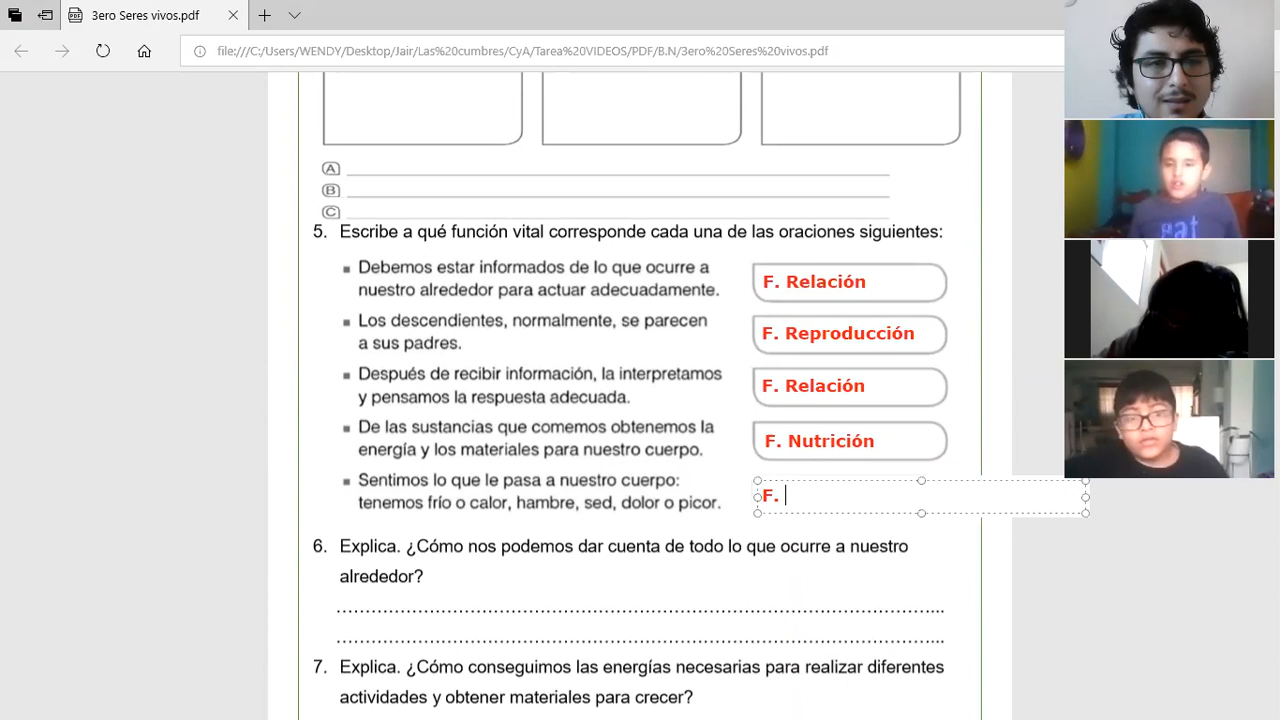 3ero Seres vivos.pdf
file:///C:/Users/WENDY/Desktop/Jair/Las%20cumbres/CyA/Tarea%20VIDEOS/PDF/B.N/3ero%20Seres%20vivos.pdf
A
B
C
5. Escribe a qué función vital corresponde cada una de las oraciones siguientes:
Debemos estar informados de lo que ocurre a
nuestro alrededor para actuar adecuadamente.
F. Relación
Los descendientes, normalmente, se parecen
a sus padres.
F. Reproducción
Después de recibir información, la interpretamos
y pensamos la respuesta adecuada.
F. Relación
De las sustancias que comemos obtenemos la
energía y los materiales para nuestro cuerpo.
F. Nutrición
Sentimos lo que le pasa a nuestro cuerpo:
tenemos frío o calor, hambre, sed, dolor o picor.
F.
6. Explica. ¿Cómo nos podemos dar cuenta de todo lo que ocurre a nuestro
alrededor?
7. Explica. ¿Cómo conseguimos las energías necesarias para realizar diferentes
actividades y obtener materiales para crecer?
eat